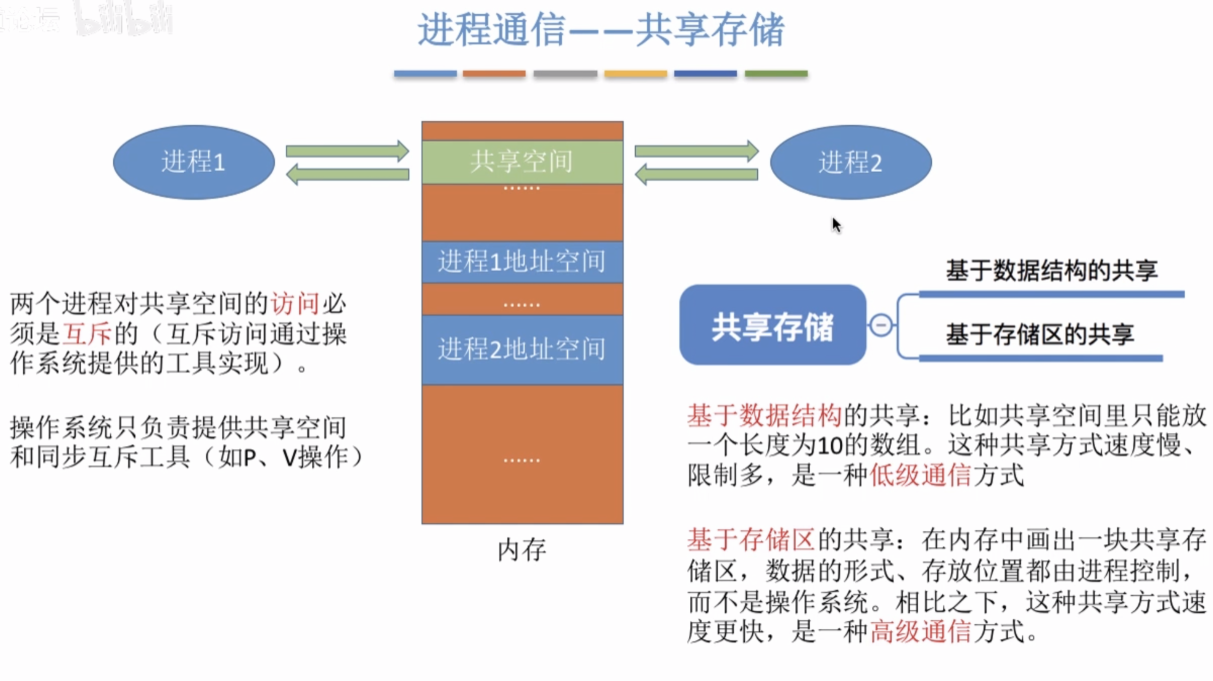 论坛 bilibili
进程通信——共享存储
进程1
共享空间
进程2
......
进程1地址空间
......
进程2地址空间
......
内存
两个进程对共享空间的访问必
须是互斥的（互斥访问通过操
作系统提供的工具实现）。
操作系统只负责提供共享空间
和同步互斥工具（如P、V操作）
共享存储
基于数据结构的共享
基于存储区的共享
基于数据结构的共享：比如共享空间里只能放
一个长度为10的数组。这种共享方式速度慢、
限制多，是一种低级通信方式
基于存储区的共享：在内存中画出一块共享存
储区，数据的形式、存放位置都由进程控制，
而不是操作系统。相比之下，这种共享方式速
度更快，是一种高级通信方式。